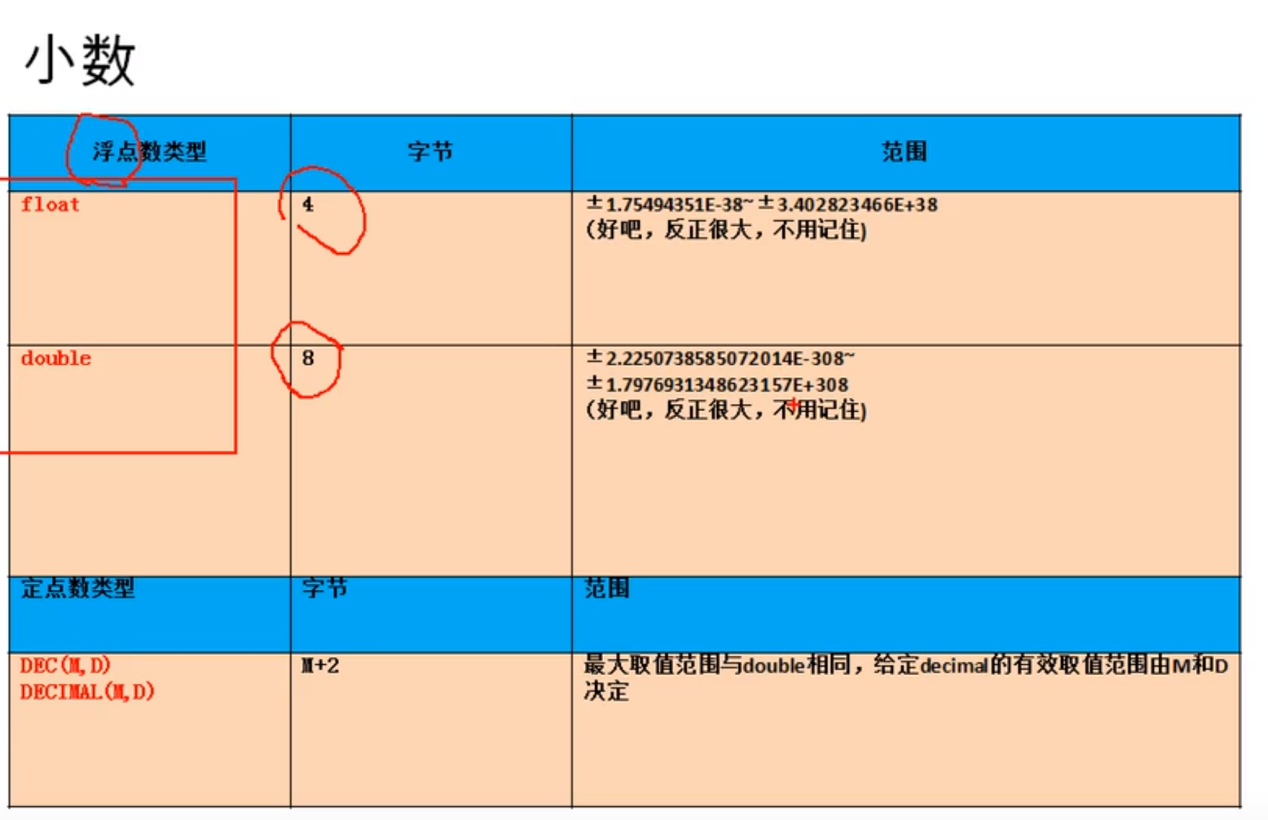 小数
浮点数类型 字节 范围
float 4 ±1.75494351E-38~±3.402823466E+38
(好吧，反正很大，不用记住)
double 8 ±2.2250738585072014E-308~
±1.7976931348623157E+308
(好吧，反正很大，不用记住)
定点数类型 字节 范围
DEC(M,D) M+2 最大取值范围与double相同，给定decimal的有效取值范围由M和D
DECIMAL(M,D) 决定